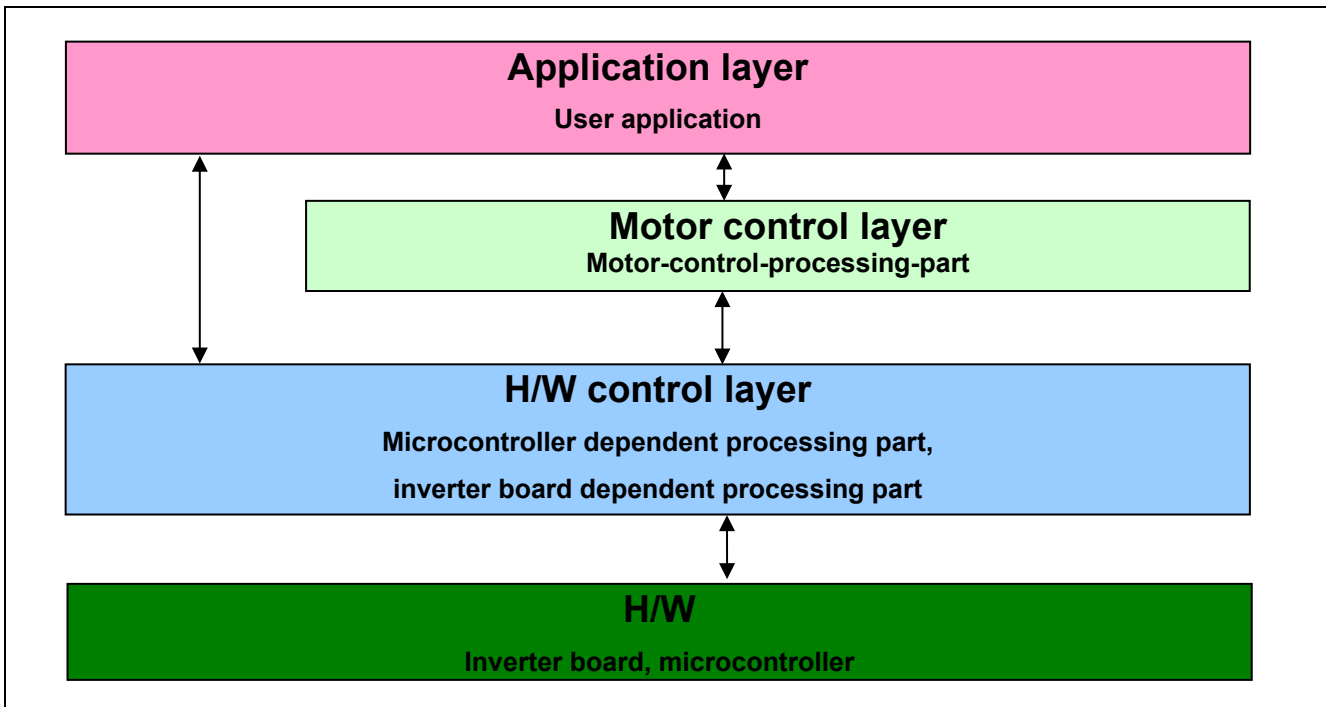 Application layer
User application
Motor control layer
Motor-control-processing-part
H/W control layer
Microcontroller dependent processing part,
inverter board dependent processing part
H/W
Inverter board, microcontroller